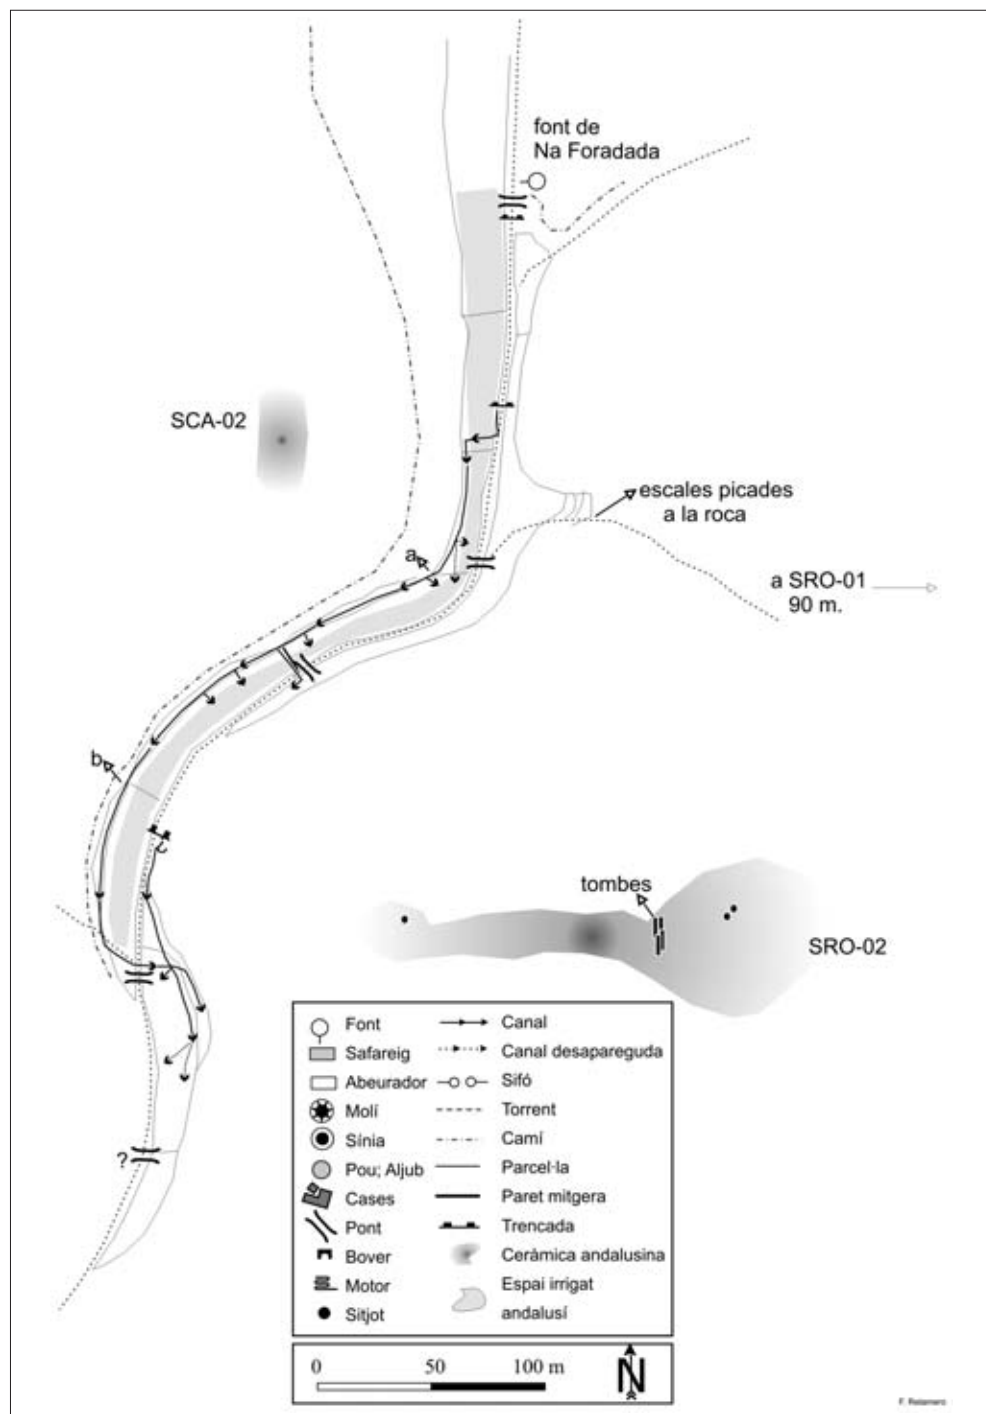 font de
Na Foradada
SCA-02
escales picades
a la roca
a
a SRO-01
90 m.
b
tombes
SRO-02
?
Font
Safareig
Abeurador
Molí
Sínia
Pou; Aljub
Cases
Pont
Bover
Motor
Sitjot
Canal
Canal desapareguda
Sifó
Torrent
Camí
Parcel·la
Paret mitgera
Trencada
Ceràmica andalusina
Espai irrigat
andalusí
0 50 100 m
N
F. Retamero